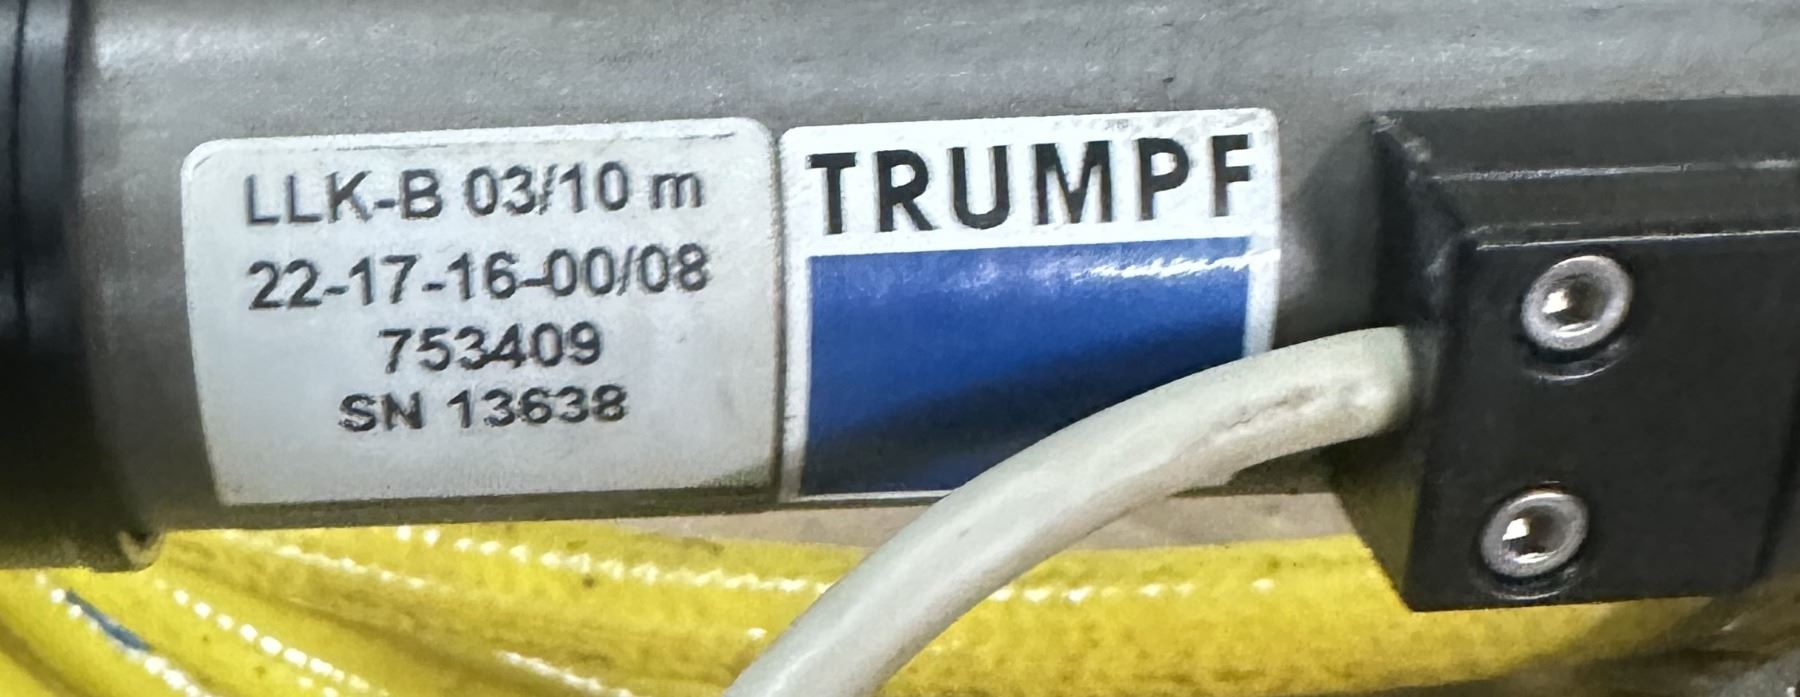 LLK-B 03/10 m
22-17-16-00/08
753409
SN 13638
TRUMPF